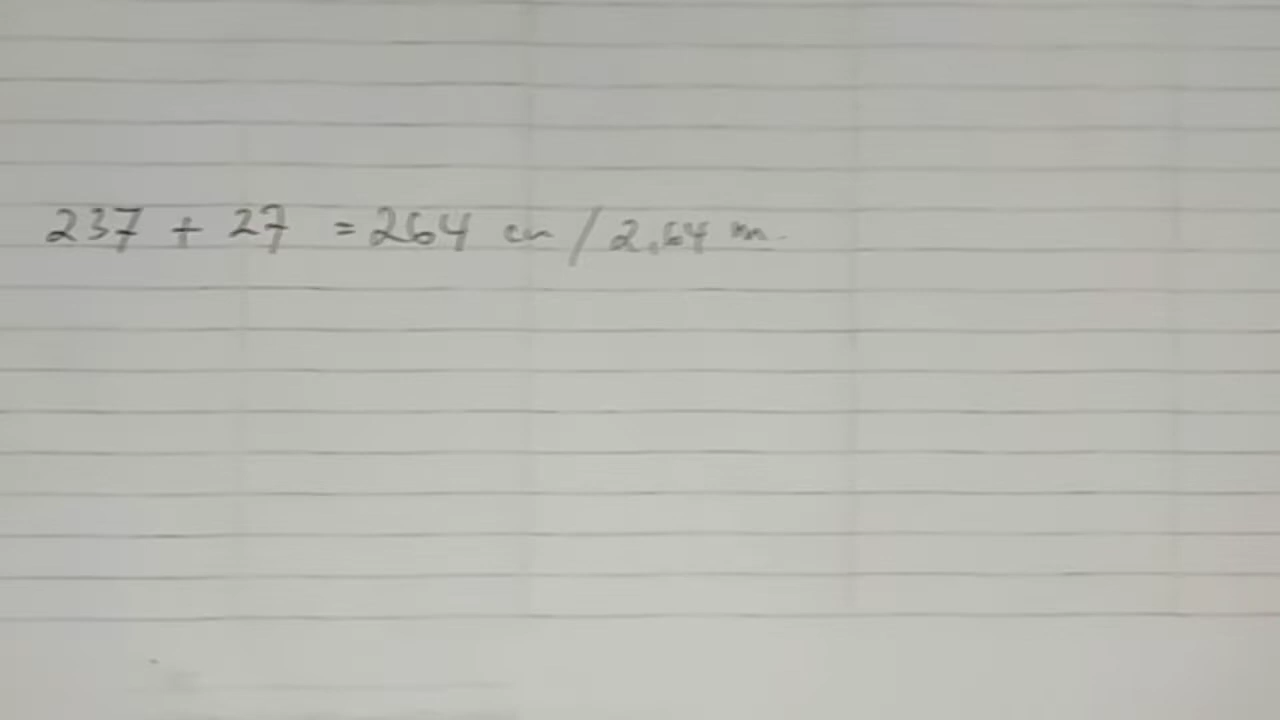 237 + 27 = 264 cm / 2.64 m.